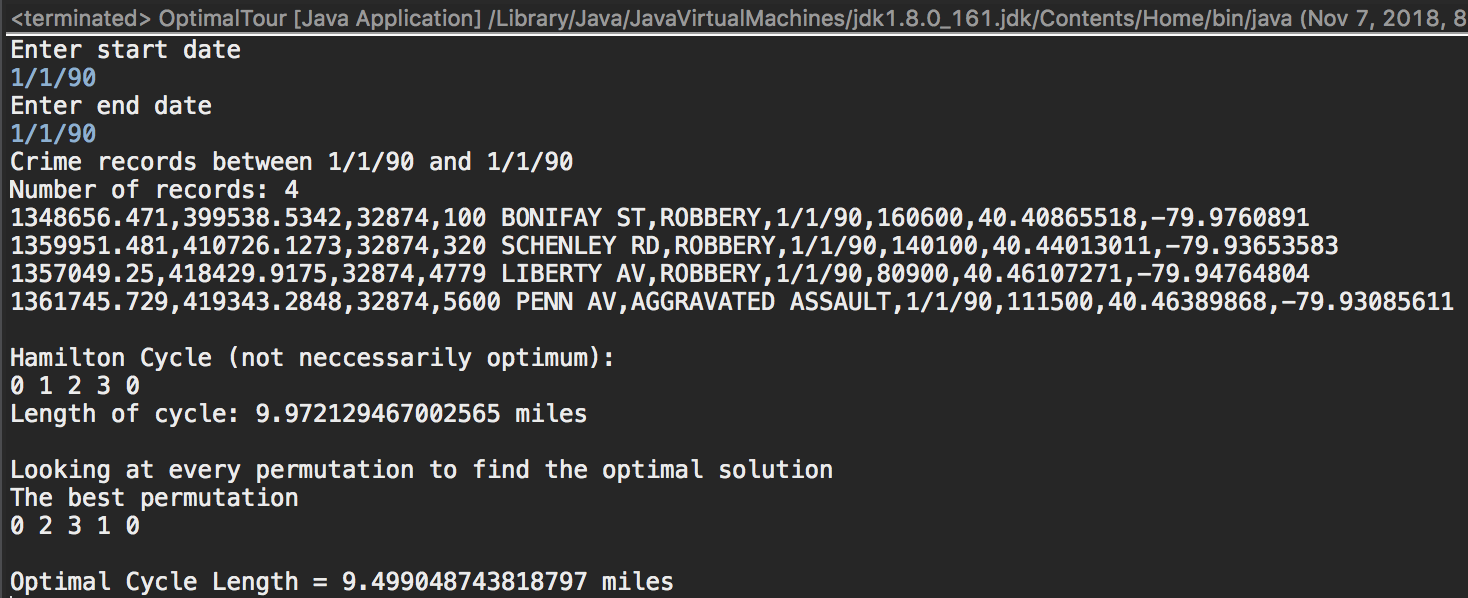 <terminated> OptimalTour [Java Application] /Library/Java/JavaVirtualMachines/jdk1.8.0_161.jdk/Contents/Home/bin/java (Nov 7, 2018, 8
Enter start date
1/1/90
Enter end date
1/1/90
Crime records between 1/1/90 and 1/1/90
Number of records: 4
1348656.471,399538.5342,32874,100 BONIFAY ST,ROBBERY,1/1/90,160600,40.40865518,-79.9760891
1359951.481,410726.1273,32874,320 SCHENLEY RD,ROBBERY,1/1/90,140100,40.44013011,-79.93653583
1357049.25,418429.9175,32874,4779 LIBERTY AV,ROBBERY,1/1/90,80900,40.46107271,-79.94764804
1361745.729,419343.2848,32874,5600 PENN AV,AGGRAVATED ASSAULT,1/1/90,111500,40.46389868,-79.93085611
Hamilton Cycle (not neccessarily optimum):
0 1 2 3 0
Length of cycle: 9.972129467002565 miles
Looking at every permutation to find the optimal solution
The best permutation
0 2 3 1 0
Optimal Cycle Length = 9.499048743818797 miles